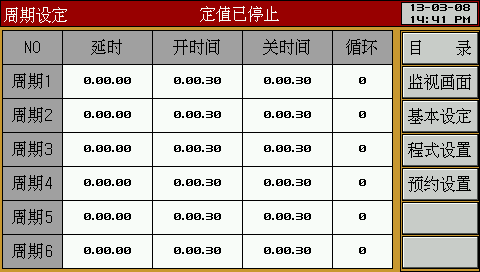 周期设定 定值已停止 13-03-08
14:41 PM
NO 延时 开时间 关时间 循环
周期1 0.00.00 0.00.30 0.00.30 0
周期2 0.00.00 0.00.30 0.00.30 0
周期3 0.00.00 0.00.30 0.00.30 0
周期4 0.00.00 0.00.30 0.00.30 0
周期5 0.00.00 0.00.30 0.00.30 0
周期6 0.00.00 0.00.30 0.00.30 0
目 录
监视画面
基本设定
程式设置
预约设置